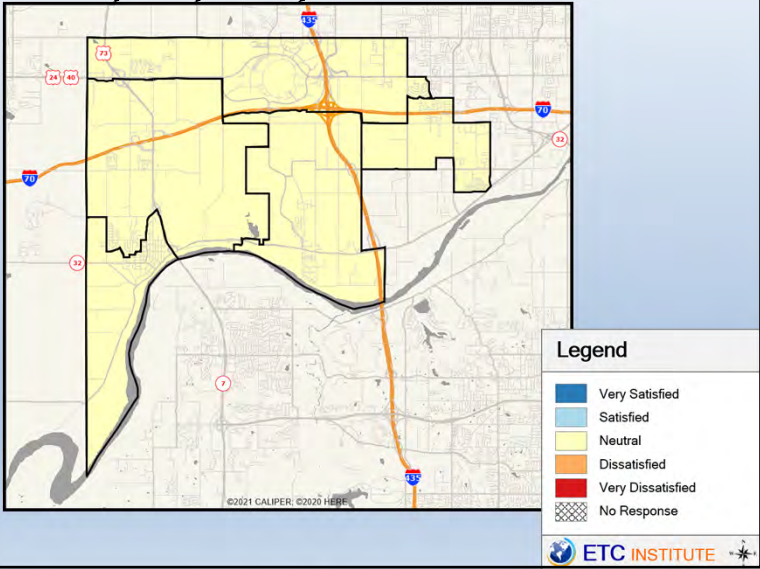 435
73
24 40
70
32
70
32
7
435
©2021 CALIPER; ©2020 HERE
Legend
Very Satisfied
Satisfied
Neutral
Dissatisfied
Very Dissatisfied
No Response
ETC INSTITUTE